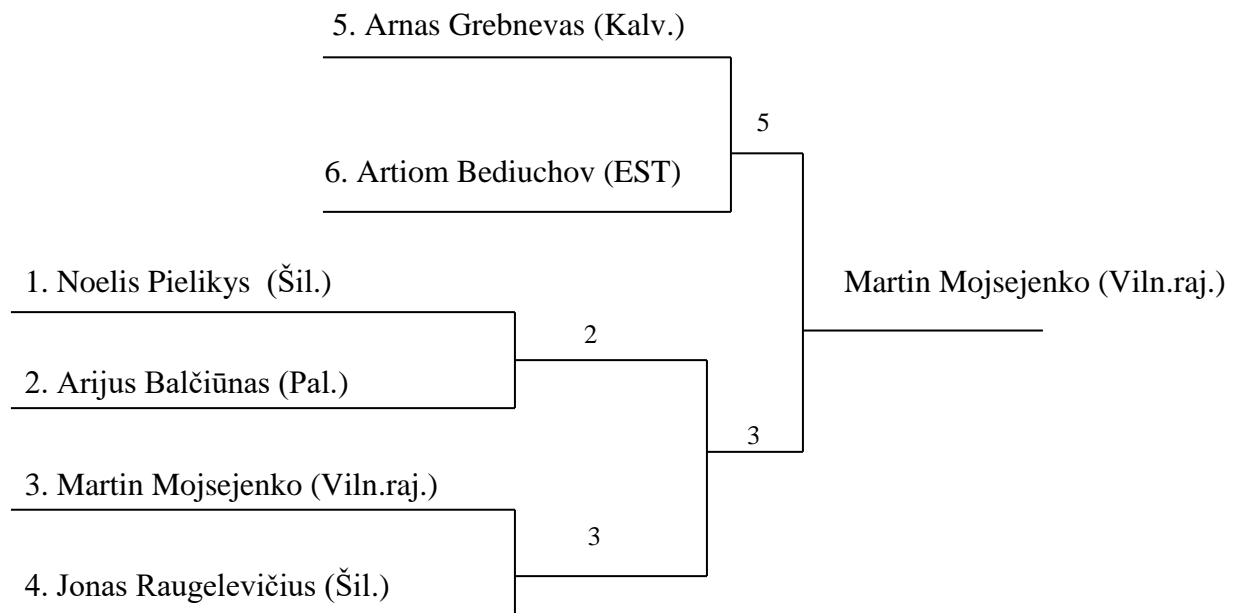 5. Arnas Grebnevas (Kalv.)
5
6. Artiom Bediuchov (EST)
1. Noelis Pielikys (Šil.)
Martin Mojsejenko (Viln.raj.)
2
2. Arijus Balčiūnas (Pal.)
3
3. Martin Mojsejenko (Viln.raj.)
3
4. Jonas Raugelevičius (Šil.)